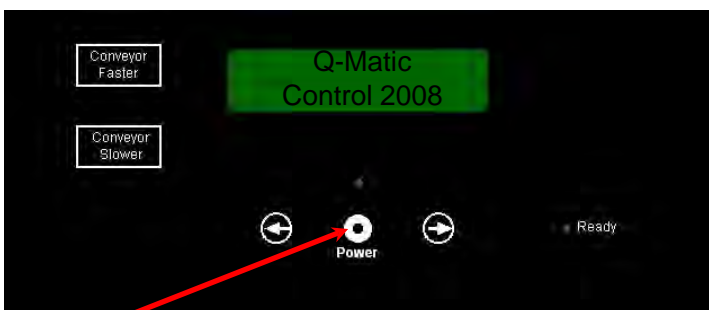 Conveyor
Faster
Q-Matic
Control 2008
Conveyor
Slower
Power
Ready